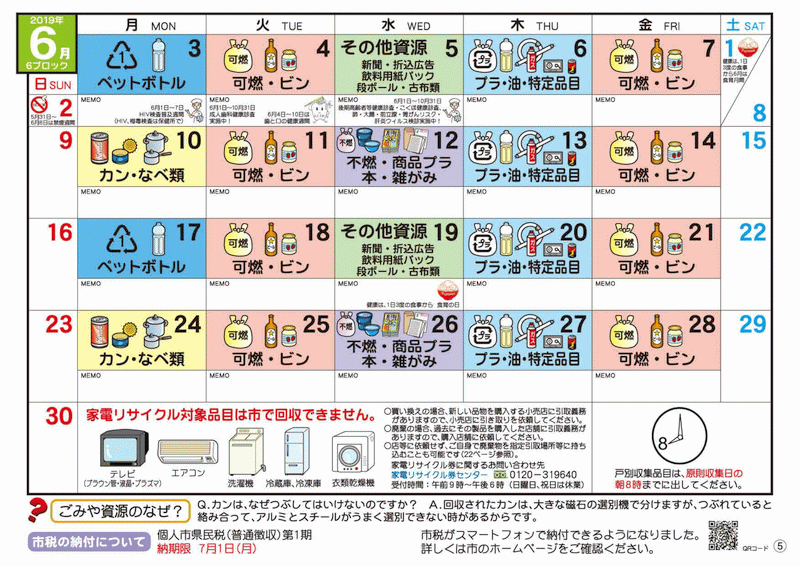 2019年
6月
6ブロック
月 MON
火 TUE
水 WED
木 THU
金 FRI
土 SAT
日 SUN
3
ペットボトル
MEMO
6月1日～7日
HIV検査普及週間
(HIV、梅毒検査は保健所で)
4
可燃
可燃・ビン
MEMO
6月1日～10月31日
成人歯科健康診査
実施中！
6月4日～10日は
歯と口の健康週間
その他資源 5
新聞・折込広告
飲料用紙パック
段ボール・古布類
MEMO
6月1日～10月31日
後期高齢者等健康診査・こくほ健康診査・
肺・大腸・前立腺・胃がんリスク・
肝炎ウイルス検診実施中！
6
プラ
プラ・油・特定品目
MEMO
7
可燃
可燃・ビン
MEMO
1
健康は、1日
3度の食事
から6月は
食育月間
8
2
5月31日～
6月6日は禁煙週間
9
10
カン・なべ類
MEMO
11
可燃
可燃・ビン
MEMO
12
不燃
不燃・商品プラ
本・雑がみ
MEMO
13
プラ
プラ・油・特定品目
MEMO
14
可燃
可燃・ビン
MEMO
15
16
1
17
ペットボトル
MEMO
18
可燃
可燃・ビン
MEMO
その他資源 19
新聞・折込広告
飲料用紙パック
段ボール・古布類
MEMO
健康は、1日3度の食事から 食育の日
20
プラ
プラ・油・特定品目
MEMO
21
可燃
可燃・ビン
MEMO
22
23
24
カン・なべ類
MEMO
25
可燃
可燃・ビン
MEMO
26
不燃
不燃・商品プラ
本・雑がみ
MEMO
27
プラ
プラ・油・特定品目
MEMO
28
可燃
可燃・ビン
MEMO
29
30
家電リサイクル対象品目は市で回収できません。
テレビ
(ブラウン管・液晶・プラズマ)
エアコン
洗濯機
冷蔵庫、冷凍庫
衣類乾燥機
○買い換えの場合、新しい品物を購入する小売店に引取義務
がありますので、小売店に引き取りを依頼してください。
○廃棄の場合、過去にその製品を購入した店舗に引取義務が
ありますので、購入店舗に依頼してください。
○店等に依頼せず、ご自身で廃棄物を指定引取場所等に持ち
込むことも可能です(22ページ参照)。
家電リサイクル券に関するお問い合わせ先
家電リサイクル券センター 0120-319640
受付時間：午前9時～午後6時(日曜日、祝日は休業)
8
戸別収集品目は、原則収集日の
朝8時までに出してください。
?
ごみや資源のなぜ？
Q.カンは、なぜつぶしてはいけないのですか？ A.回収されたカンは、大きな磁石の選別機で分けますが、つぶれていると
絡み合って、アルミとスチールがうまく選別できない時があるからです。
市税の納付について
個人市県民税(普通徴収)第1期
納期限 7月1日(月)
市税がスマートフォンで納付できるようになりました。
詳しくは市のホームページをご確認ください。
QRコード
5